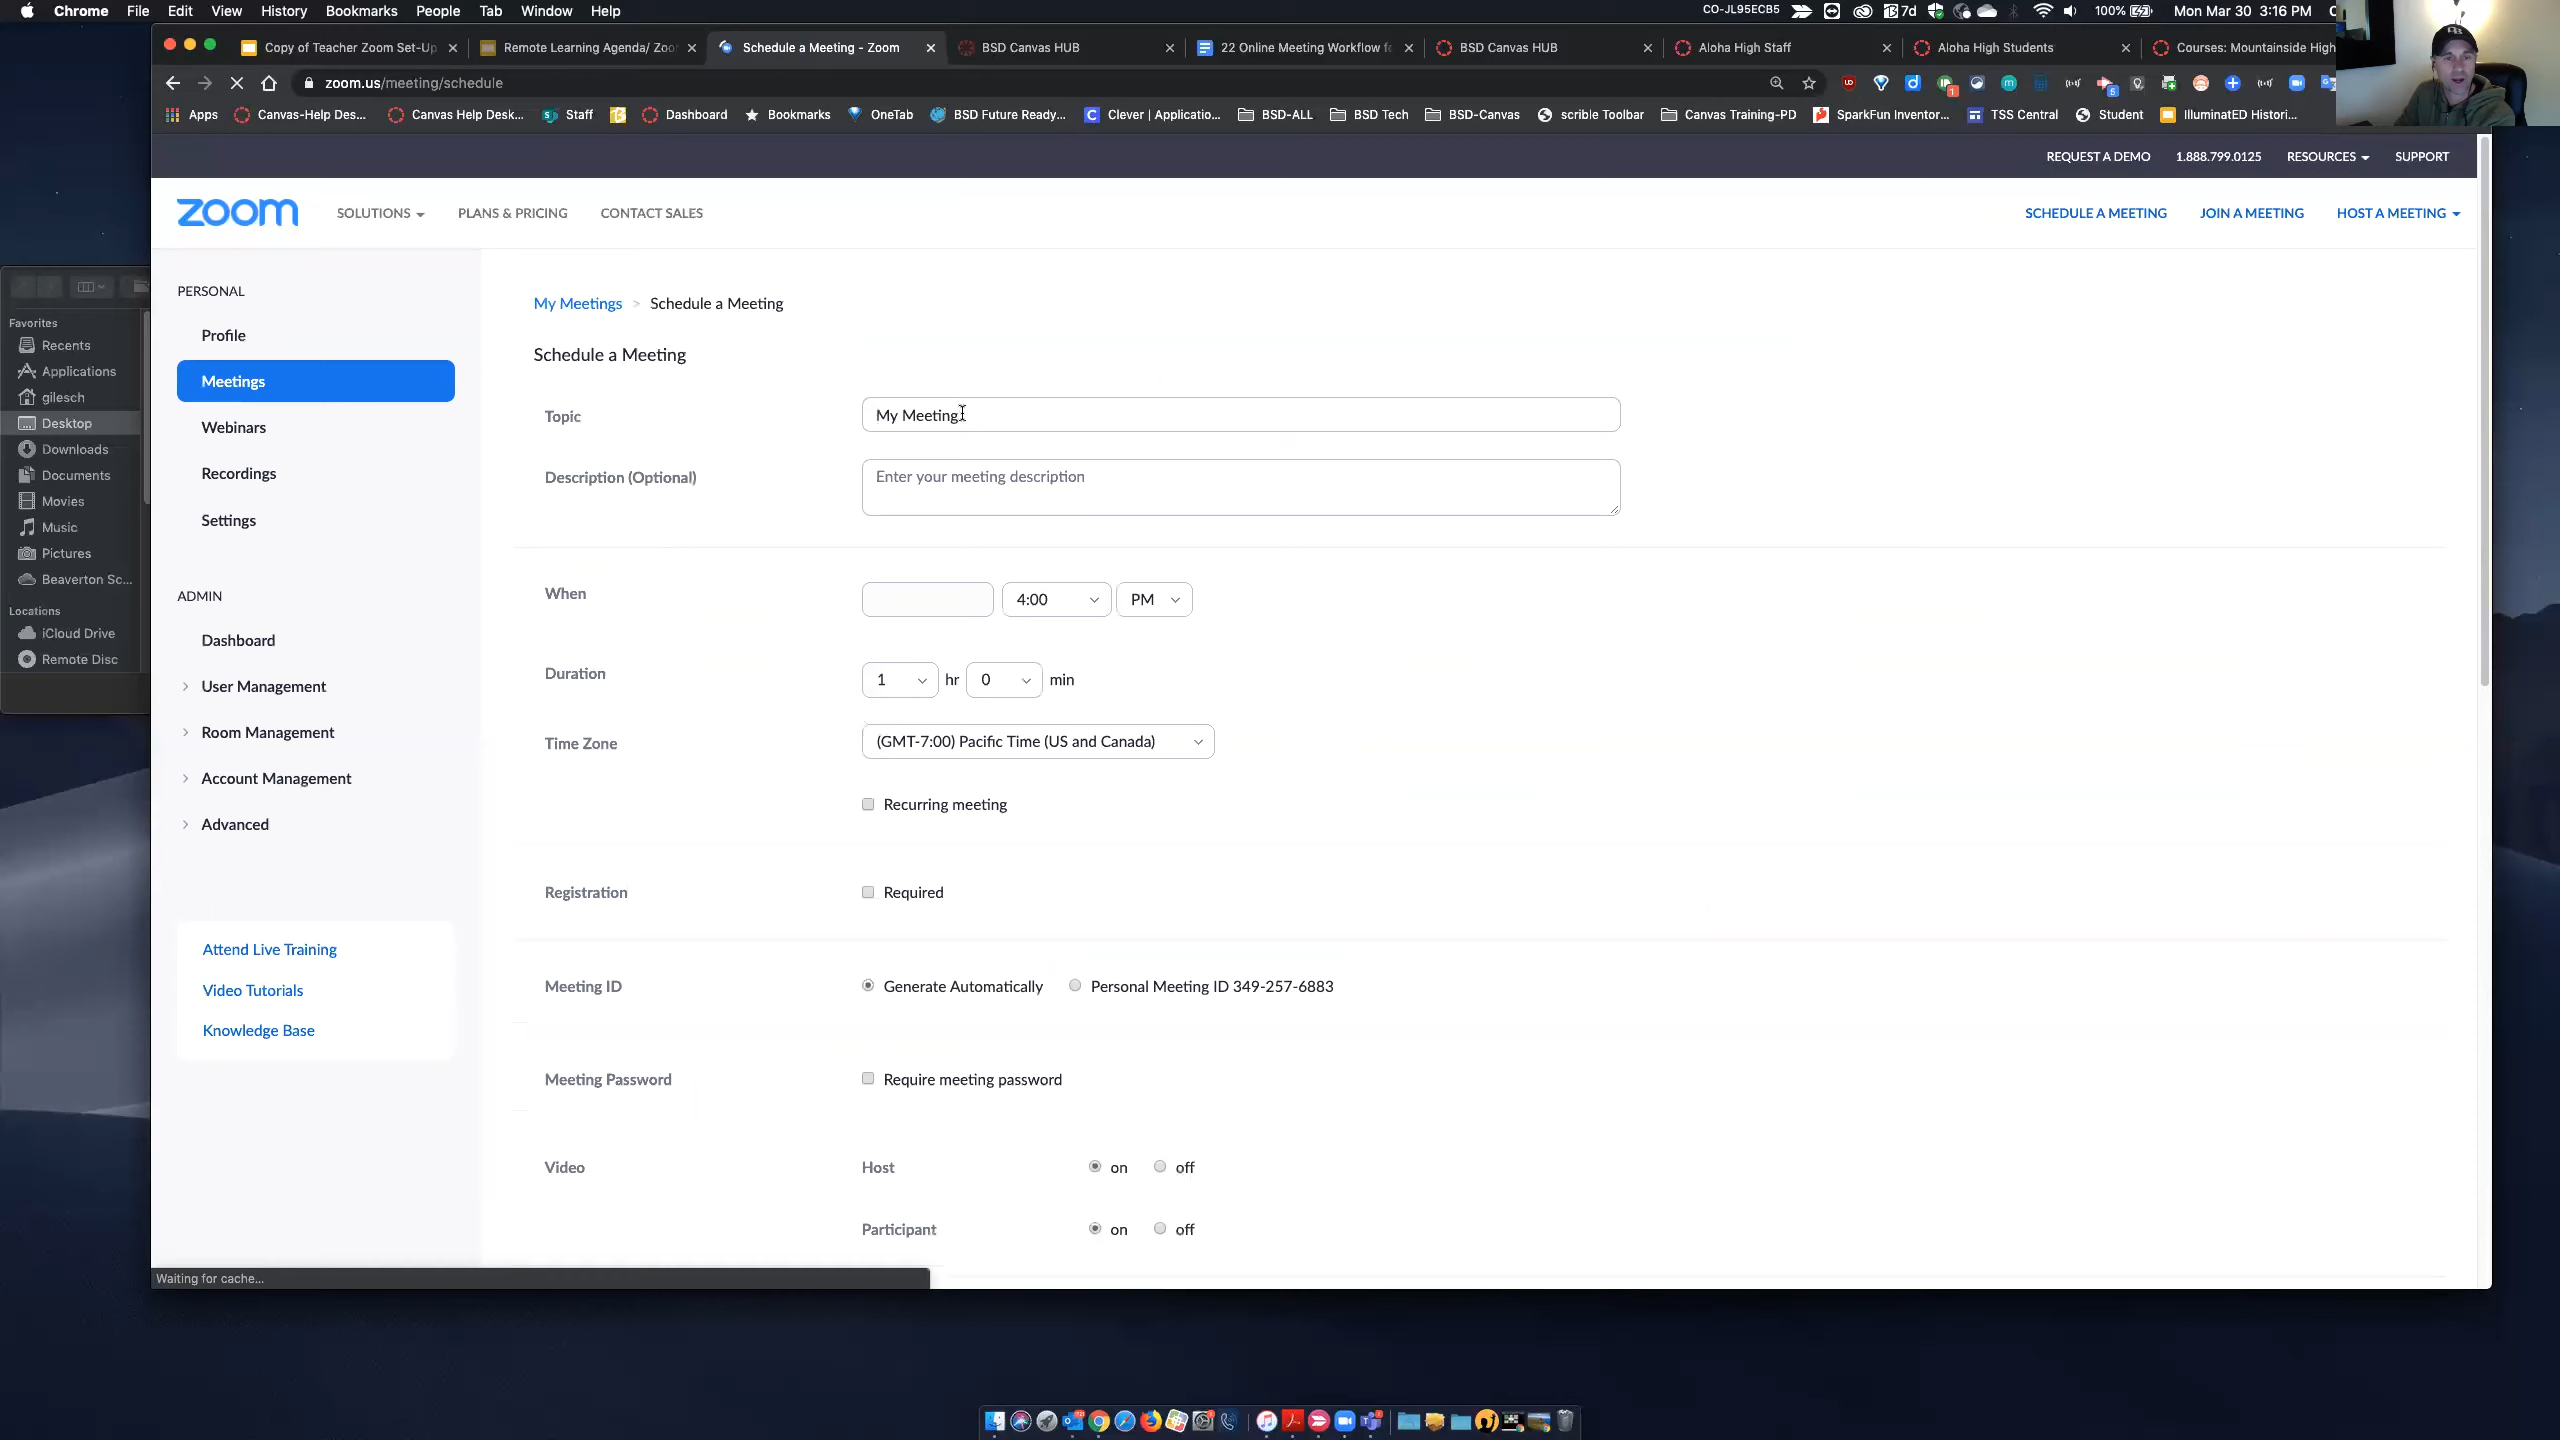 Chrome File Edit View History Bookmarks People Tab Window Help
CO-JL95ECB5 7d 100% Mon Mar 30 3:16 PM
Copy of Teacher Zoom Set-Up
Remote Learning Agenda/ Zoo
Schedule a Meeting - Zoom
BSD Canvas HUB
22 Online Meeting Workflow f
BSD Canvas HUB
Aloha High Staff
Aloha High Students
Courses: Mountainside High
zoom.us/meeting/schedule
Apps Canvas-Help Des... Canvas Help Desk... Staff Dashboard Bookmarks OneTab BSD Future Ready... Clever | Applicatio... BSD-ALL BSD Tech BSD-Canvas scrible Toolbar Canvas Training-PD SparkFun Inventor... TSS Central Student IlluminatED Histori...
REQUEST A DEMO 1.888.799.0125 RESOURCES SUPPORT
zoom SOLUTIONS PLANS & PRICING CONTACT SALES SCHEDULE A MEETING JOIN A MEETING HOST A MEETING
Favorites
Recents
Applications
gilesch
Desktop
Downloads
Documents
Movies
Music
Pictures
Beaverton Sc...
Locations
iCloud Drive
Remote Disc
PERSONAL
Profile
Meetings
Webinars
Recordings
Settings
ADMIN
Dashboard
User Management
Room Management
Account Management
Advanced
Attend Live Training
Video Tutorials
Knowledge Base
My Meetings > Schedule a Meeting
Schedule a Meeting
Topic My Meeting
Description (Optional) Enter your meeting description
When 4:00 PM
Duration 1 hr 0 min
Time Zone (GMT-7:00) Pacific Time (US and Canada)
Recurring meeting
Registration Required
Meeting ID Generate Automatically Personal Meeting ID 349-257-6883
Meeting Password Require meeting password
Video Host on off
Participant on off
Waiting for cache...